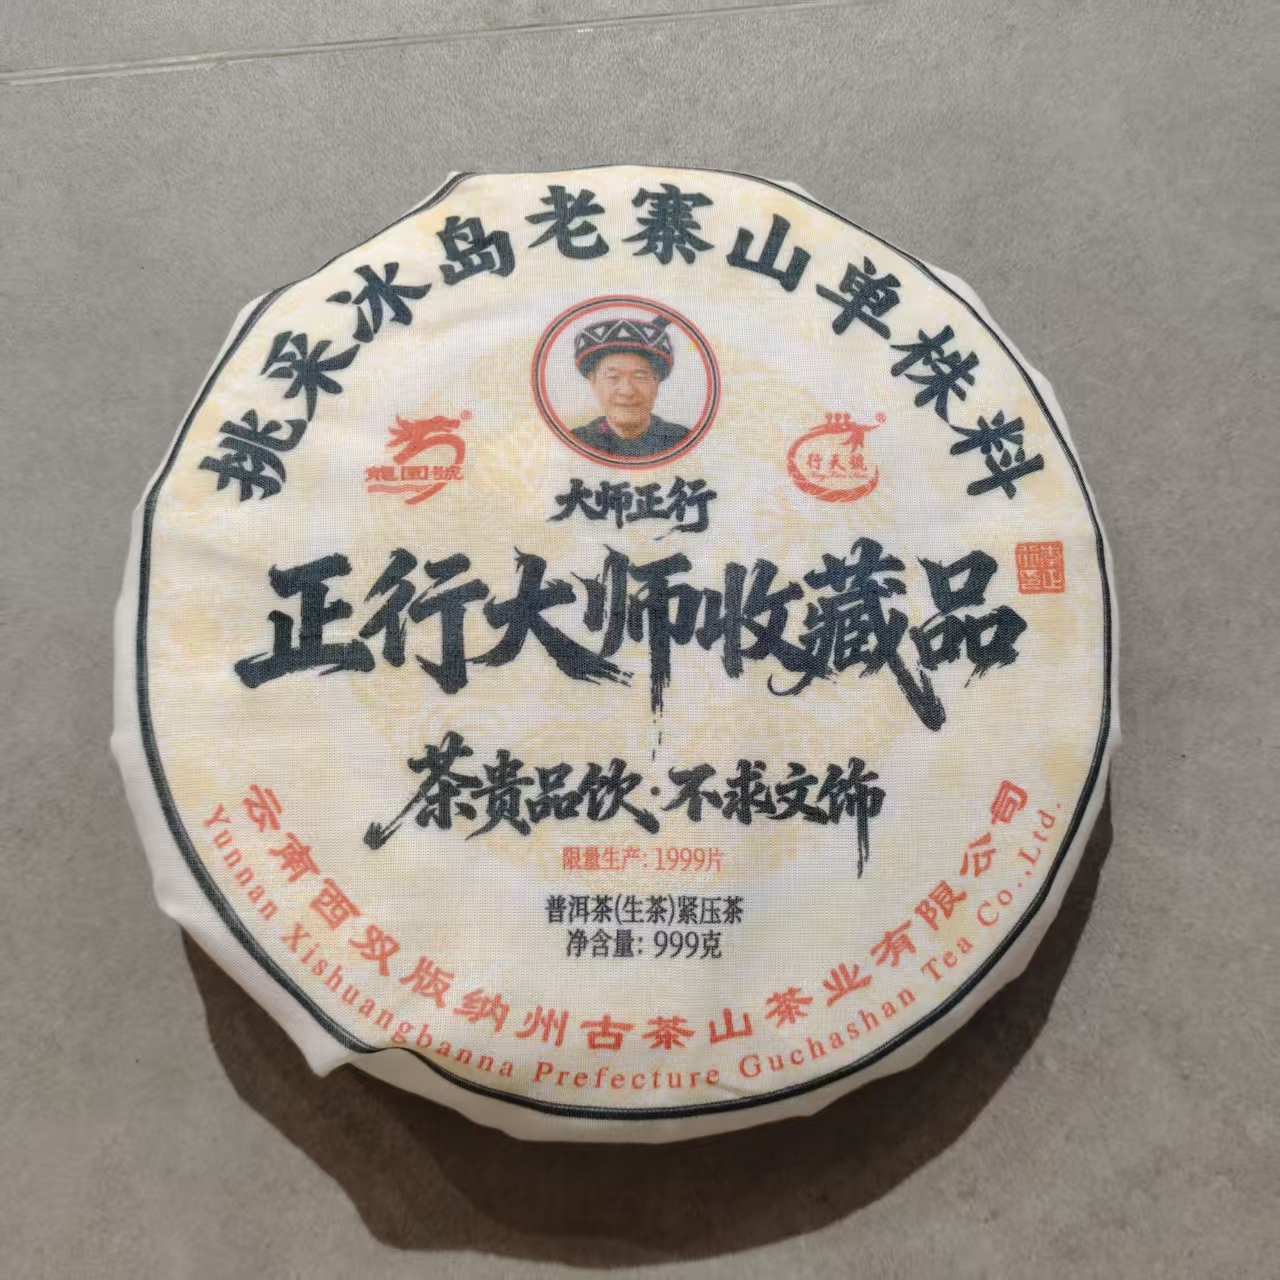 挑采冰岛老寨山单株料
龍园號®
行天號®
大师正行
正行大师收藏品
茶贵品饮·不求文饰
限量生产：1999片
普洱茶(生茶)紧压茶
净含量：999克
云南西双版纳州古茶山茶业有限公司
Yunnan Xishuangbanna Prefecture Guchashan Tea Co.,Ltd.